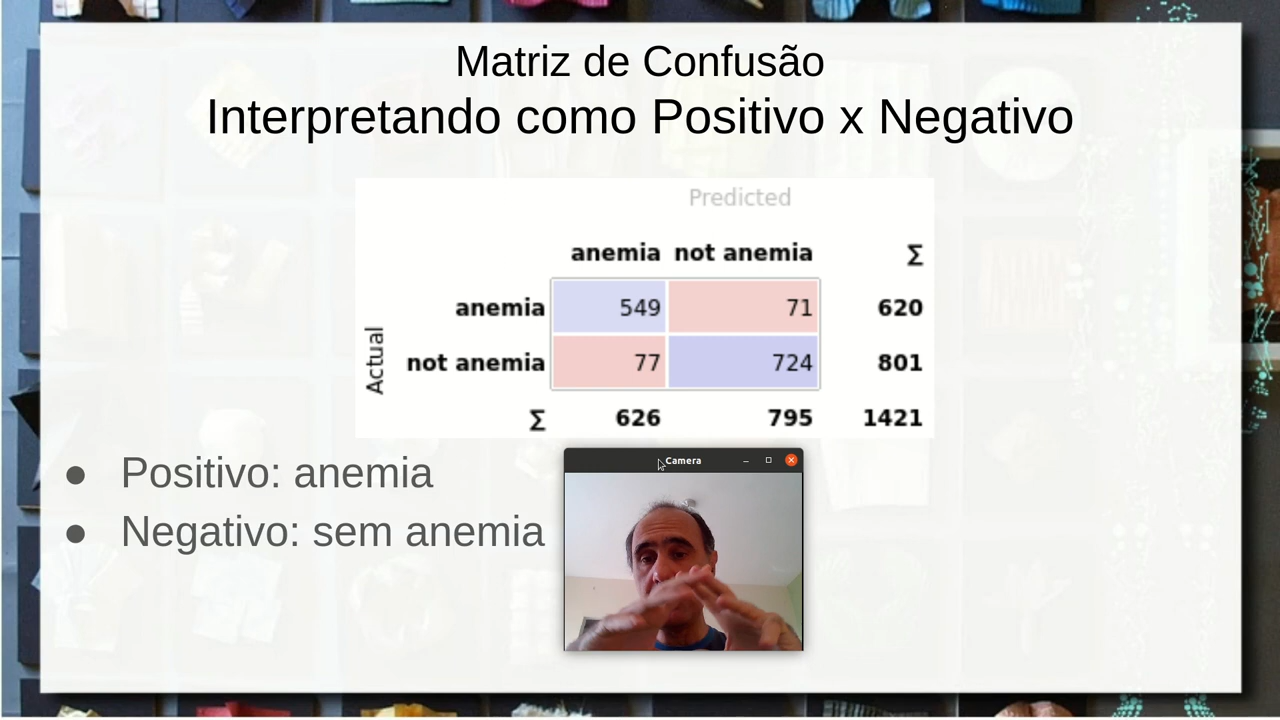 Matriz de Confusão
Interpretando como Positivo x Negativo
Predicted
anemia not anemia Σ
anemia 549 71 620
Actual
not anemia 77 724 801
Σ 626 795 1421
● Positivo: anemia
● Negativo: sem anemia
Camera